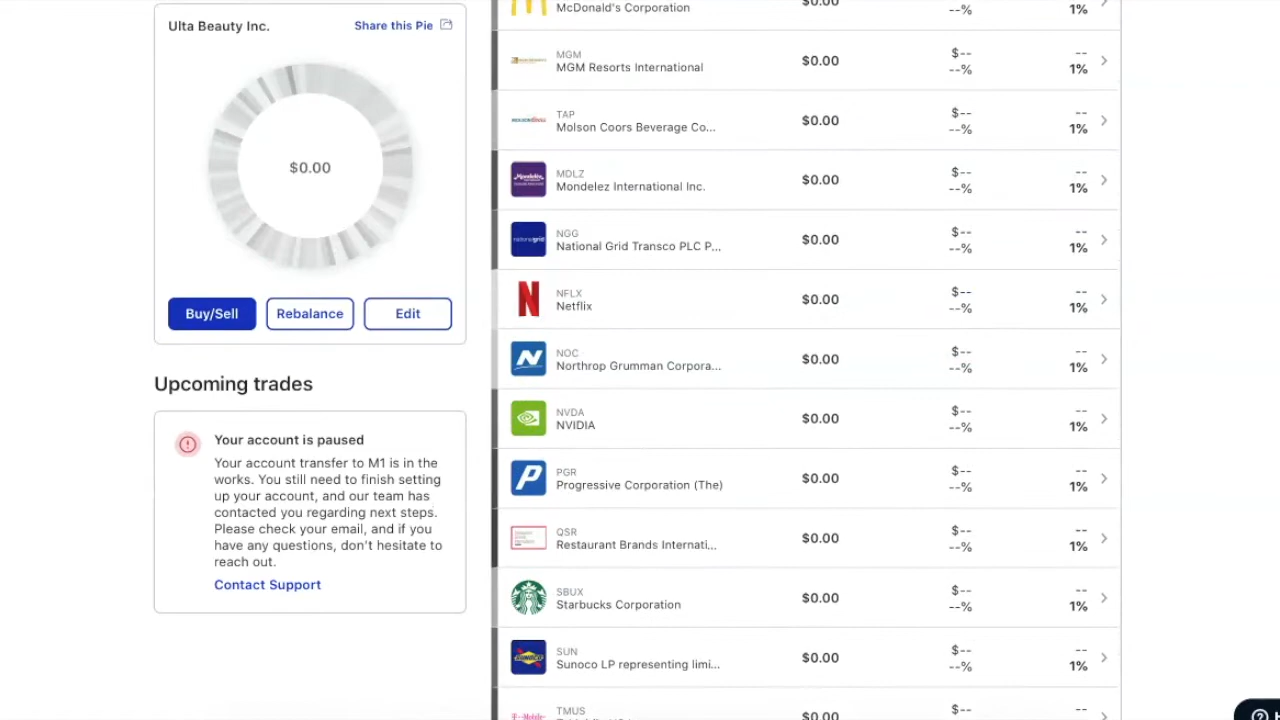 Ulta Beauty Inc.
Share this Pie
$0.00
Buy/Sell
Rebalance
Edit
Upcoming trades
Your account is paused
Your account transfer to M1 is in the
works. You still need to finish setting
up your account, and our team has
contacted you regarding next steps.
Please check your email, and if you
have any questions, don't hesitate to
reach out.
Contact Support
McDonald's Corporation
$0.00
--%
1%
MGM
MGM Resorts International
$0.00
$--
--%
--
1%
TAP
Molson Coors Beverage Co...
$0.00
$--
--%
--
1%
MDLZ
Mondelez International Inc.
$0.00
$--
--%
--
1%
nationalgrid
NGG
National Grid Transco PLC P...
$0.00
$--
--%
--
1%
NFLX
Netflix
$0.00
$--
--%
--
1%
NOC
Northrop Grumman Corpora...
$0.00
$--
--%
--
1%
NVDA
NVIDIA
$0.00
$--
--%
--
1%
PGR
Progressive Corporation (The)
$0.00
$--
--%
--
1%
QSR
Restaurant Brands Internati...
$0.00
$--
--%
--
1%
SBUX
Starbucks Corporation
$0.00
$--
--%
--
1%
SUNOCO
SUN
Sunoco LP representing limi...
$0.00
$--
--%
--
1%
T-Mobile
TMUS
$0.00
$--
--